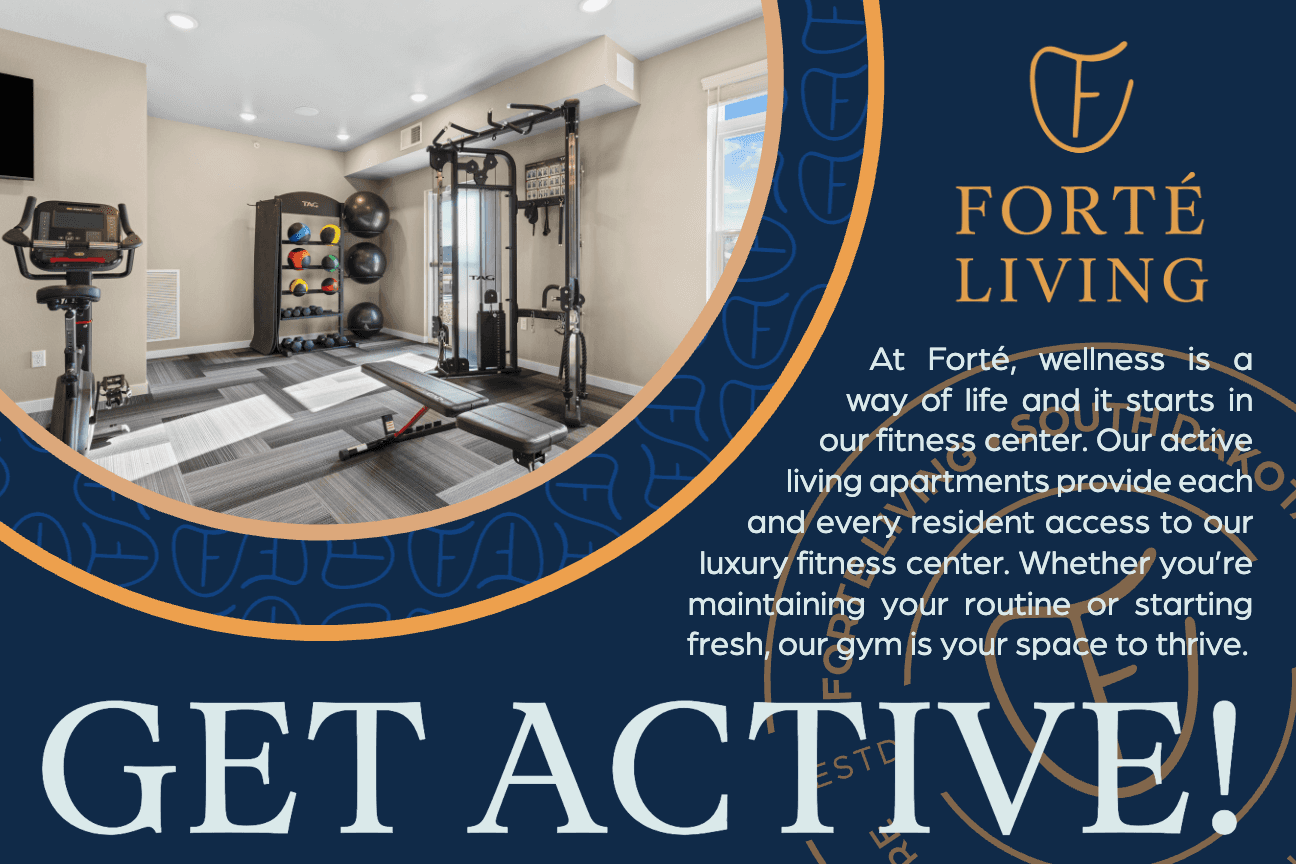 FORTÉ
LIVING
TAG
TAG
At Forté, wellness is a
way of life and it starts in
our fitness center. Our active
living apartments provide each
and every resident access to our
luxury fitness center. Whether you’re
maintaining your routine or starting
fresh, our gym is your space to thrive.
FORTÉ LIVING • SOUTH DAKOTA
ESTD
GET ACTIVE!